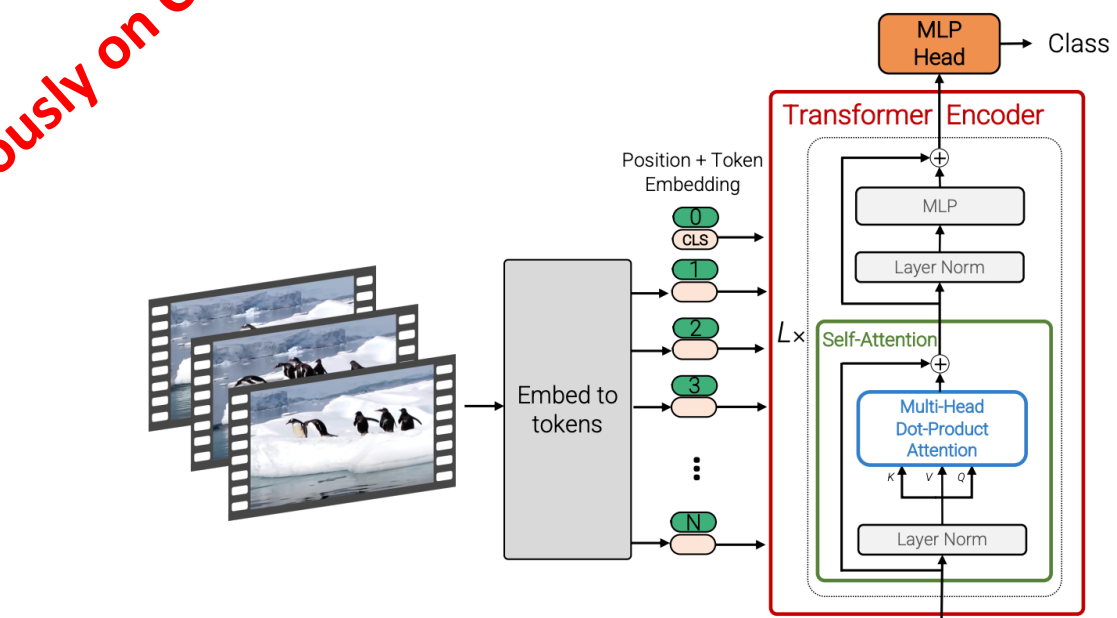 ously on
MLP
Head
Class
Transformer Encoder
Position + Token
Embedding
0
CLS
1
2
3
N
Embed to
tokens
L×
MLP
Layer Norm
Self-Attention
Multi-Head
Dot-Product
Attention
K V Q
Layer Norm